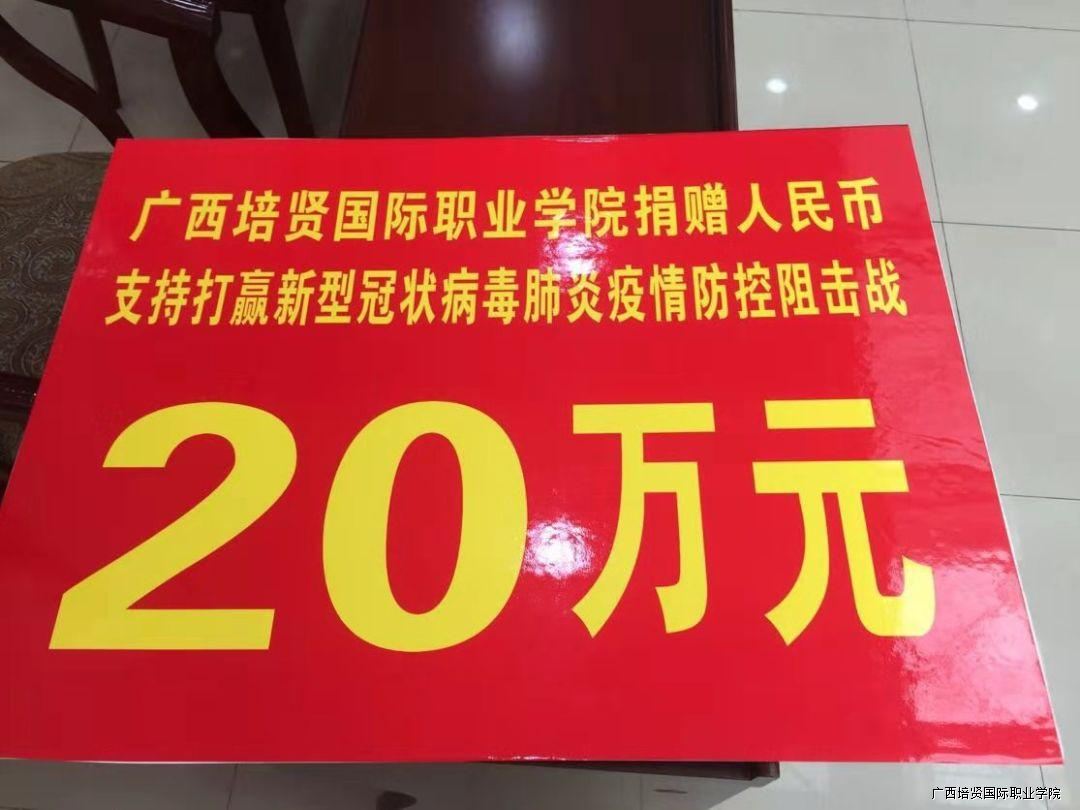 广西培贤国际职业学院捐赠人民币
支持打赢新型冠状病毒肺炎疫情防控阻击战
20万元
广西培贤国际职业学院